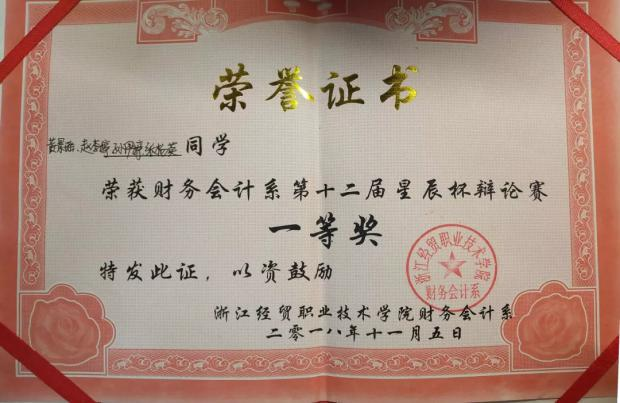 荣誉证书
同学
荣获财务会计系第十二届星辰杯辩论赛
一等奖
特发此证，以资鼓励
浙江经贸职业技术学院
财务会计系
浙江经贸职业技术学院财务会计系
二零一八年十一月五日